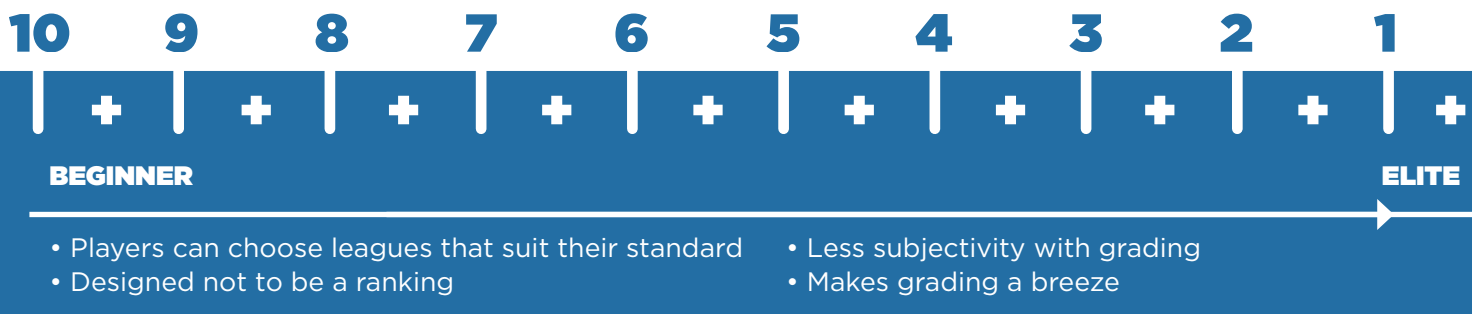 10 9 8 7 6 5 4 3 2 1
+ + + + + + + + + +
BEGINNER ELITE
• Players can choose leagues that suit their standard
• Designed not to be a ranking
• Less subjectivity with grading
• Makes grading a breeze